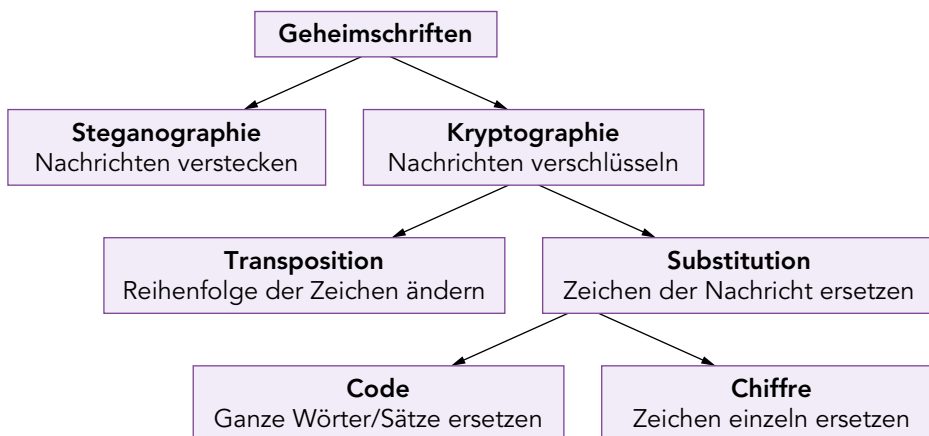 Geheimschriften
Steganographie
Nachrichten verstecken
Kryptographie
Nachrichten verschlüsseln
Transposition
Reihenfolge der Zeichen ändern
Substitution
Zeichen der Nachricht ersetzen
Code
Ganze Wörter/Sätze ersetzen
Chiffre
Zeichen einzeln ersetzen